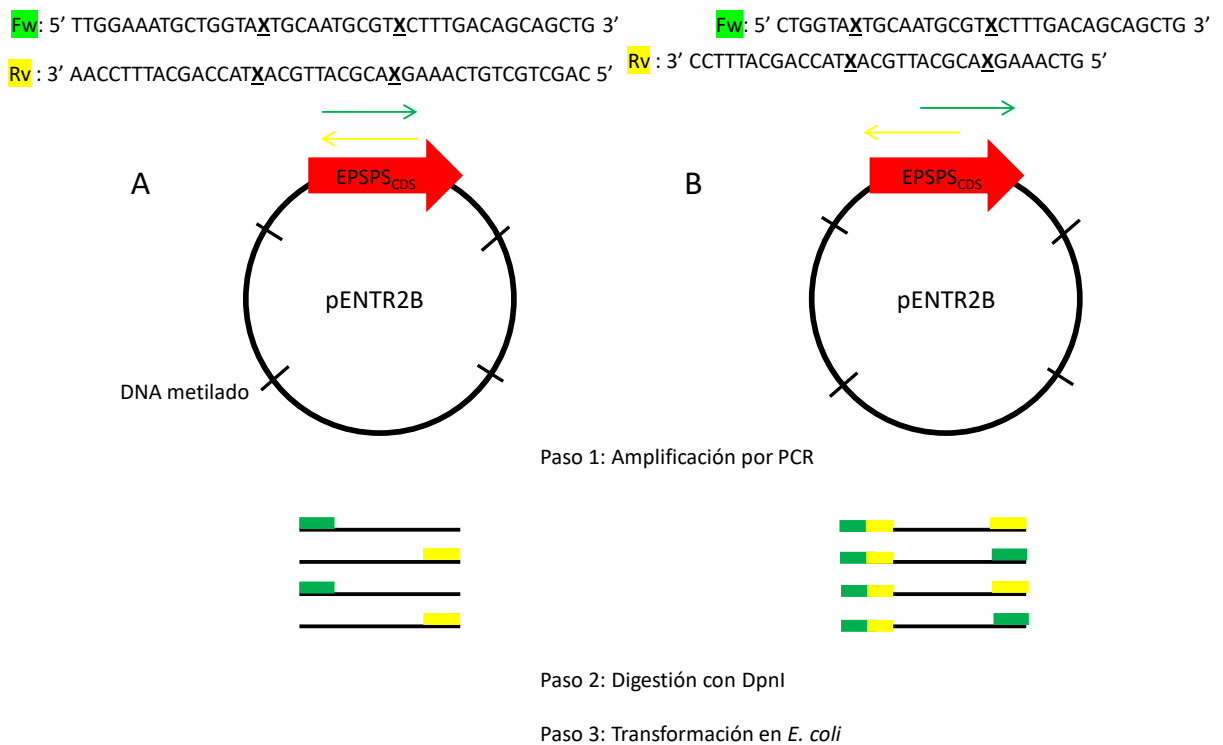 Fw: 5’ TTGGAAATGCTGGTAXTGCAATGCGTXCTTTGACAGCAGCTG 3’
Rv : 3’ AACCTTTACGACCATXACGTTACGCAXGAAACTGTCGTCGAC 5’
Fw: 5’ CTGGTAXTGCAATGCGTXCTTTGACAGCAGCTG 3’
Rv : 3’ CCTTTACGACCATXACGTTACGCAXGAAACTG 5’
A
EPSPSCDS
pENTR2B
DNA metilado
B
EPSPSCDS
pENTR2B
Paso 1: Amplificación por PCR
Paso 2: Digestión con DpnI
Paso 3: Transformación en E. coli